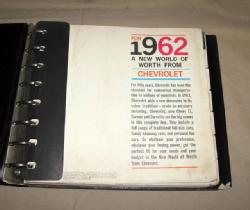 FOR
1962
A NEW WORLD OF
WORTH FROM
CHEVROLET
For fifty years, Chevrolet has been the
standard for economical transporta-
tion to millions of motorists. In 1962,
Chevrolet adds a new dimension to its
value tradition—
Chevrolet, new Chevy II,
Corvair and Corvette are the big names
in this complete line. They include a
full range of traditional full-size cars,
family economy cars, and personal fun
cars. So whatever your preference,
whatever your buying power, get the
perfect fit for your needs and your
budget in the New World of Worth
from Chevrolet.